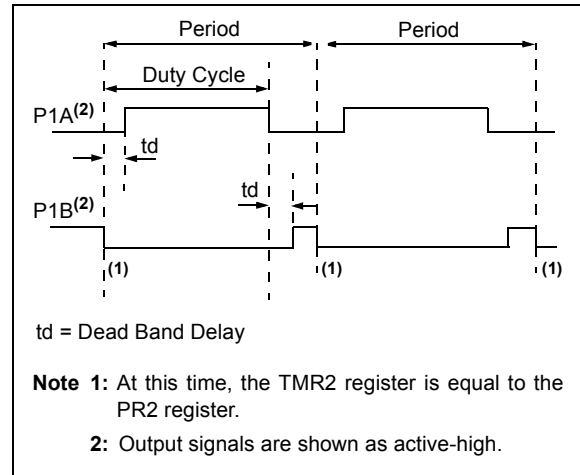 Period Period
Duty Cycle
P1A(2)
td
td
P1B(2)
(1) (1) (1)
td = Dead Band Delay
Note 1: At this time, the TMR2 register is equal to the
PR2 register.
2: Output signals are shown as active-high.